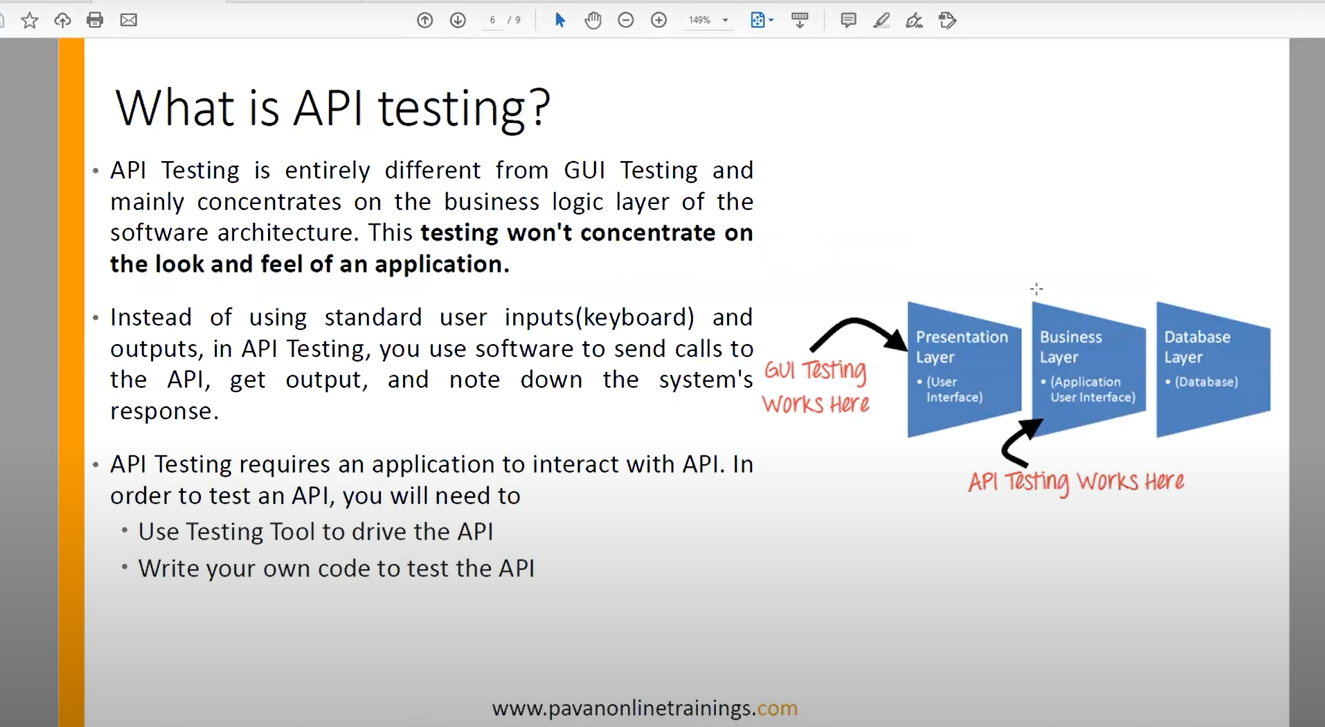 6 / 9
149%
What is API testing?
• API Testing is entirely different from GUI Testing and
mainly concentrates on the business logic layer of the
software architecture. This testing won't concentrate on
the look and feel of an application.
• Instead of using standard user inputs(keyboard) and
outputs, in API Testing, you use software to send calls to
the API, get output, and note down the system's
response.
• API Testing requires an application to interact with API. In
order to test an API, you will need to
• Use Testing Tool to drive the API
• Write your own code to test the API
GUI Testing
Works Here
Presentation
Layer
• (User
Interface)
Business
Layer
• (Application
User Interface)
Database
Layer
• (Database)
API Testing Works Here
www.pavanonlinetrainings.com